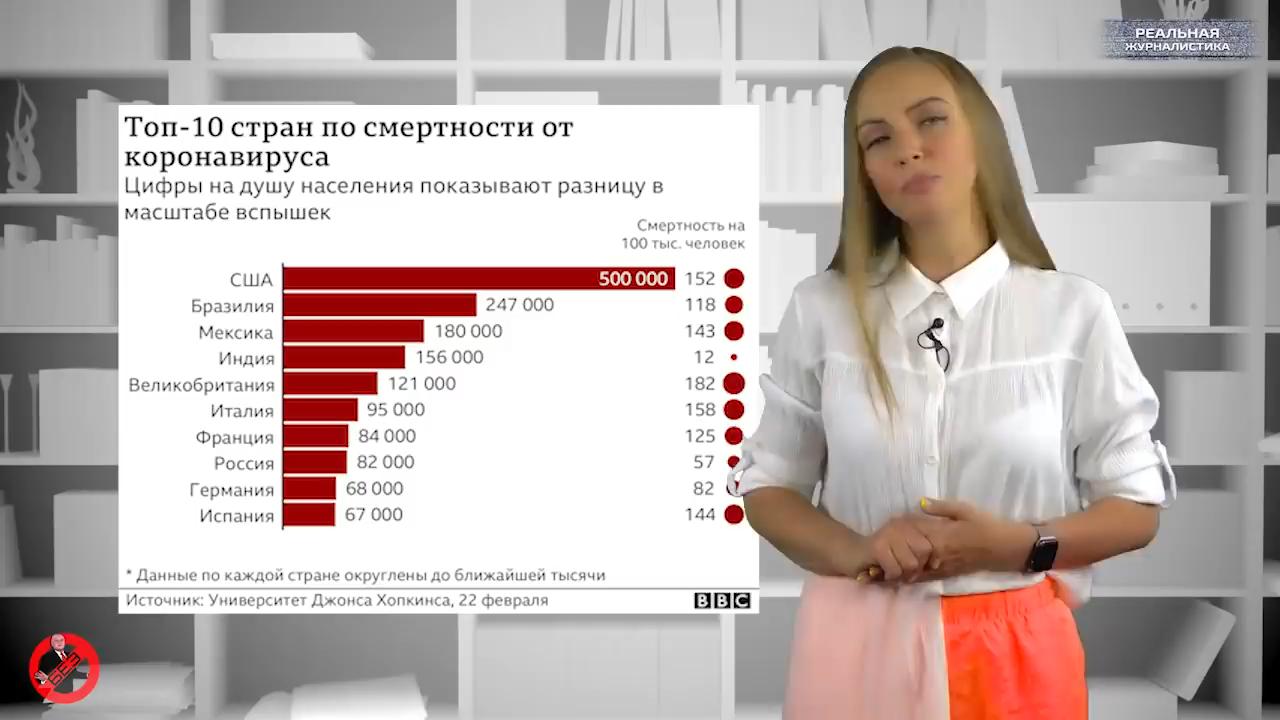 РЕАЛЬНАЯ
ЖУРНАЛИСТИКА
Топ-10 стран по смертности от
коронавируса
Цифры на душу населения показывают разницу в
масштабе вспышек
Смертность на
100 тыс. человек
США 500 000 152
Бразилия 247 000 118
Мексика 180 000 143
Индия 156 000 12
Великобритания 121 000 182
Италия 95 000 158
Франция 84 000 125
Россия 82 000 57
Германия 68 000 82
Испания 67 000 144
* Данные по каждой стране округлены до ближайшей тысячи
Источник: Университет Джонса Хопкинса, 22 февраля
BBC
БЕЗ